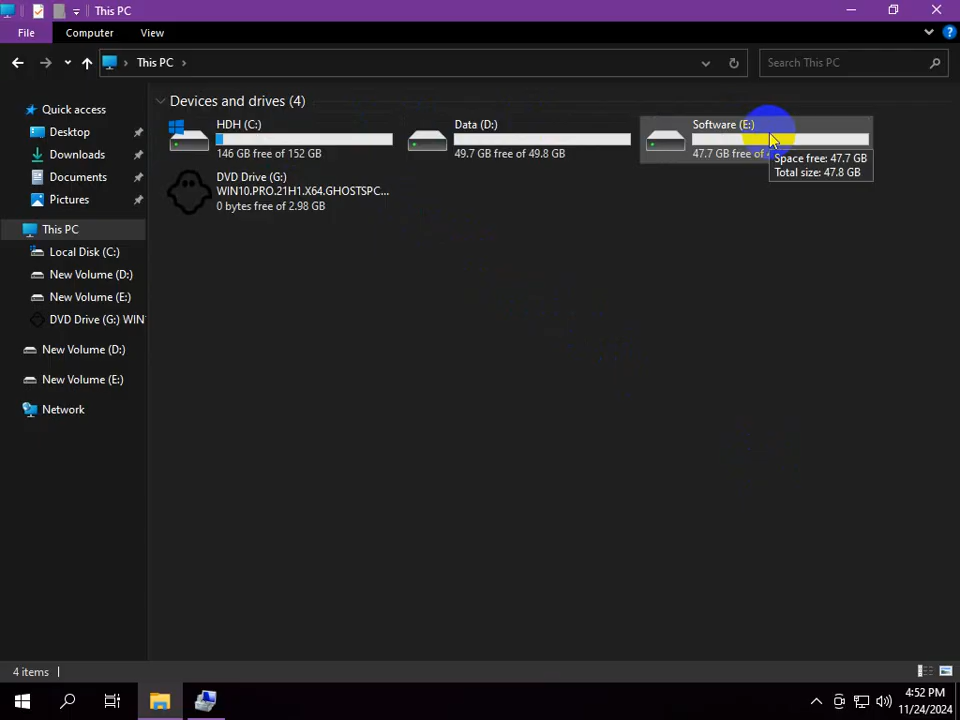 This PC
File
Computer
View
This PC
Search This PC
Quick access
Desktop
Downloads
Documents
Pictures
This PC
Local Disk (C:)
New Volume (D:)
New Volume (E:)
DVD Drive (G:) WIN
New Volume (D:)
New Volume (E:)
Network
Devices and drives (4)
HDH (C:)
146 GB free of 152 GB
Data (D:)
49.7 GB free of 49.8 GB
Software (E:)
47.7 GB free of
Space free: 47.7 GB
Total size: 47.8 GB
DVD Drive (G:)
WIN10.PRO.21H1.X64.GHOSTSPC...
0 bytes free of 2.98 GB
4 items
4:52 PM
11/24/2024